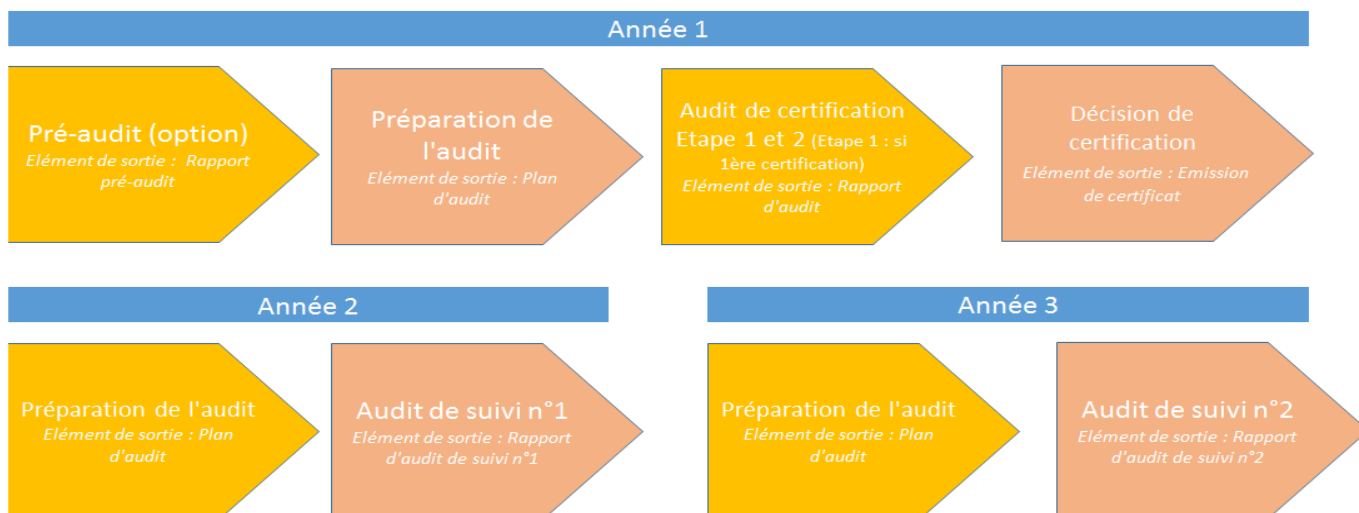 Année 1
Pré-audit (option)
Elément de sortie : Rapport
pré-audit
Préparation de
l'audit
Elément de sortie : Plan
d'audit
Audit de certification
Etape 1 et 2 (Etape 1 : si
1ère certification)
Elément de sortie : Rapport
d'audit
Décision de
certification
Elément de sortie : Emission
de certificat
Année 2
Préparation de l'audit
Elément de sortie : Plan
d'audit
Audit de suivi n°1
Elément de sortie : Rapport
d'audit de suivi n°1
Année 3
Préparation de l'audit
Elément de sortie : Plan
d'audit
Audit de suivi n°2
Elément de sortie : Rapport
d'audit de suivi n°2